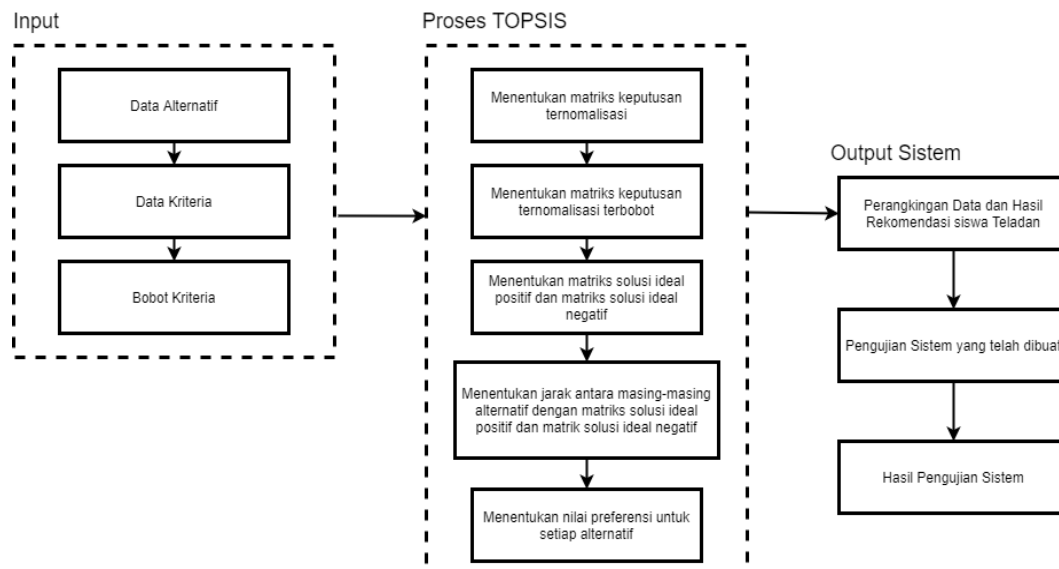 Input
Data Alternatif
Data Kriteria
Bobot Kriteria
Proses TOPSIS
Menentukan matriks keputusan
ternomalisasi
Menentukan matriks keputusan
ternomalisasi terbobot
Menentukan matriks solusi ideal
positif dan matriks solusi ideal
negatif
Menentukan jarak antara masing-masing
alternatif dengan matriks solusi ideal
positif dan matrik solusi ideal negatif
Menentukan nilai preferensi untuk
setiap alternatif
Output Sistem
Perangkingan Data dan Hasil
Rekomendasi siswa Teladan
Pengujian Sistem yang telah dibuat
Hasil Pengujian Sistem